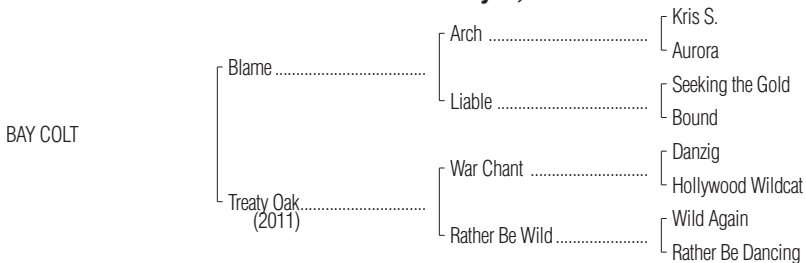 Kris S.
Arch ........................................
Aurora
Blame ..................................
Seeking the Gold
Liable ......................................
Bound
BAY COLT
Danzig
War Chant ..............................
Hollywood Wildcat
Treaty Oak............................
(2011)
Wild Again
Rather Be Wild .......................
Rather Be Dancing